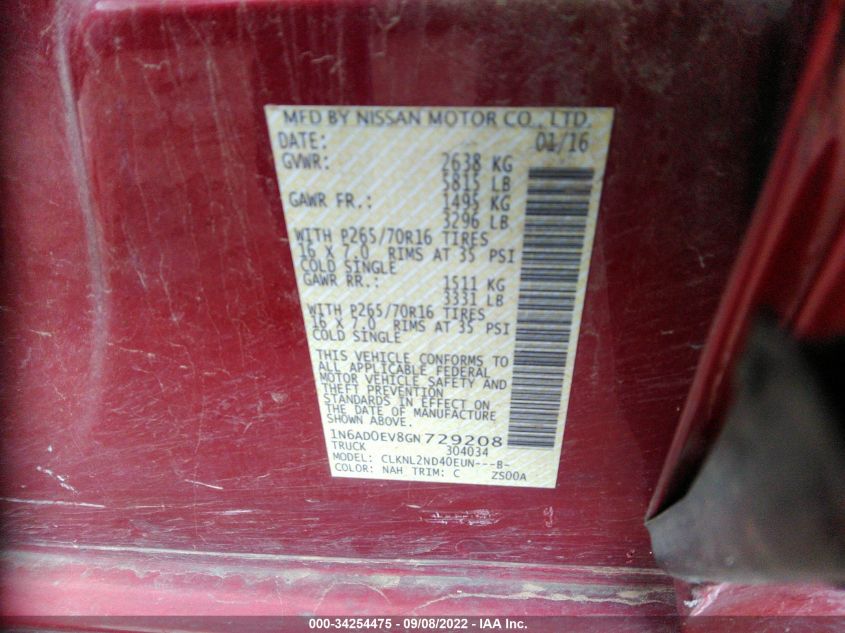 MFD BY NISSAN MOTOR CO., LTD.
DATE: 01/16
GVWR: 2638 KG
5815 LB
GAWR FR.: 1495 KG
3296 LB
WITH P265/70R16 TIRES
16 X 7.0 RIMS AT 35 PSI
COLD SINGLE
GAWR RR.: 1511 KG
3331 LB
WITH P265/70R16 TIRES
16 X 7.0 RIMS AT 35 PSI
COLD SINGLE
THIS VEHICLE CONFORMS TO
ALL APPLICABLE FEDERAL
MOTOR VEHICLE SAFETY AND
THEFT PREVENTION
STANDARDS IN EFFECT ON
THE DATE OF MANUFACTURE
SHOWN ABOVE.
1N6AD0EV8GN729208
TRUCK 304034
MODEL: CLKNL2ND40EUN---B-
COLOR: NAH TRIM: C ZS00A
000-34254475 - 09/08/2022 - IAA Inc.